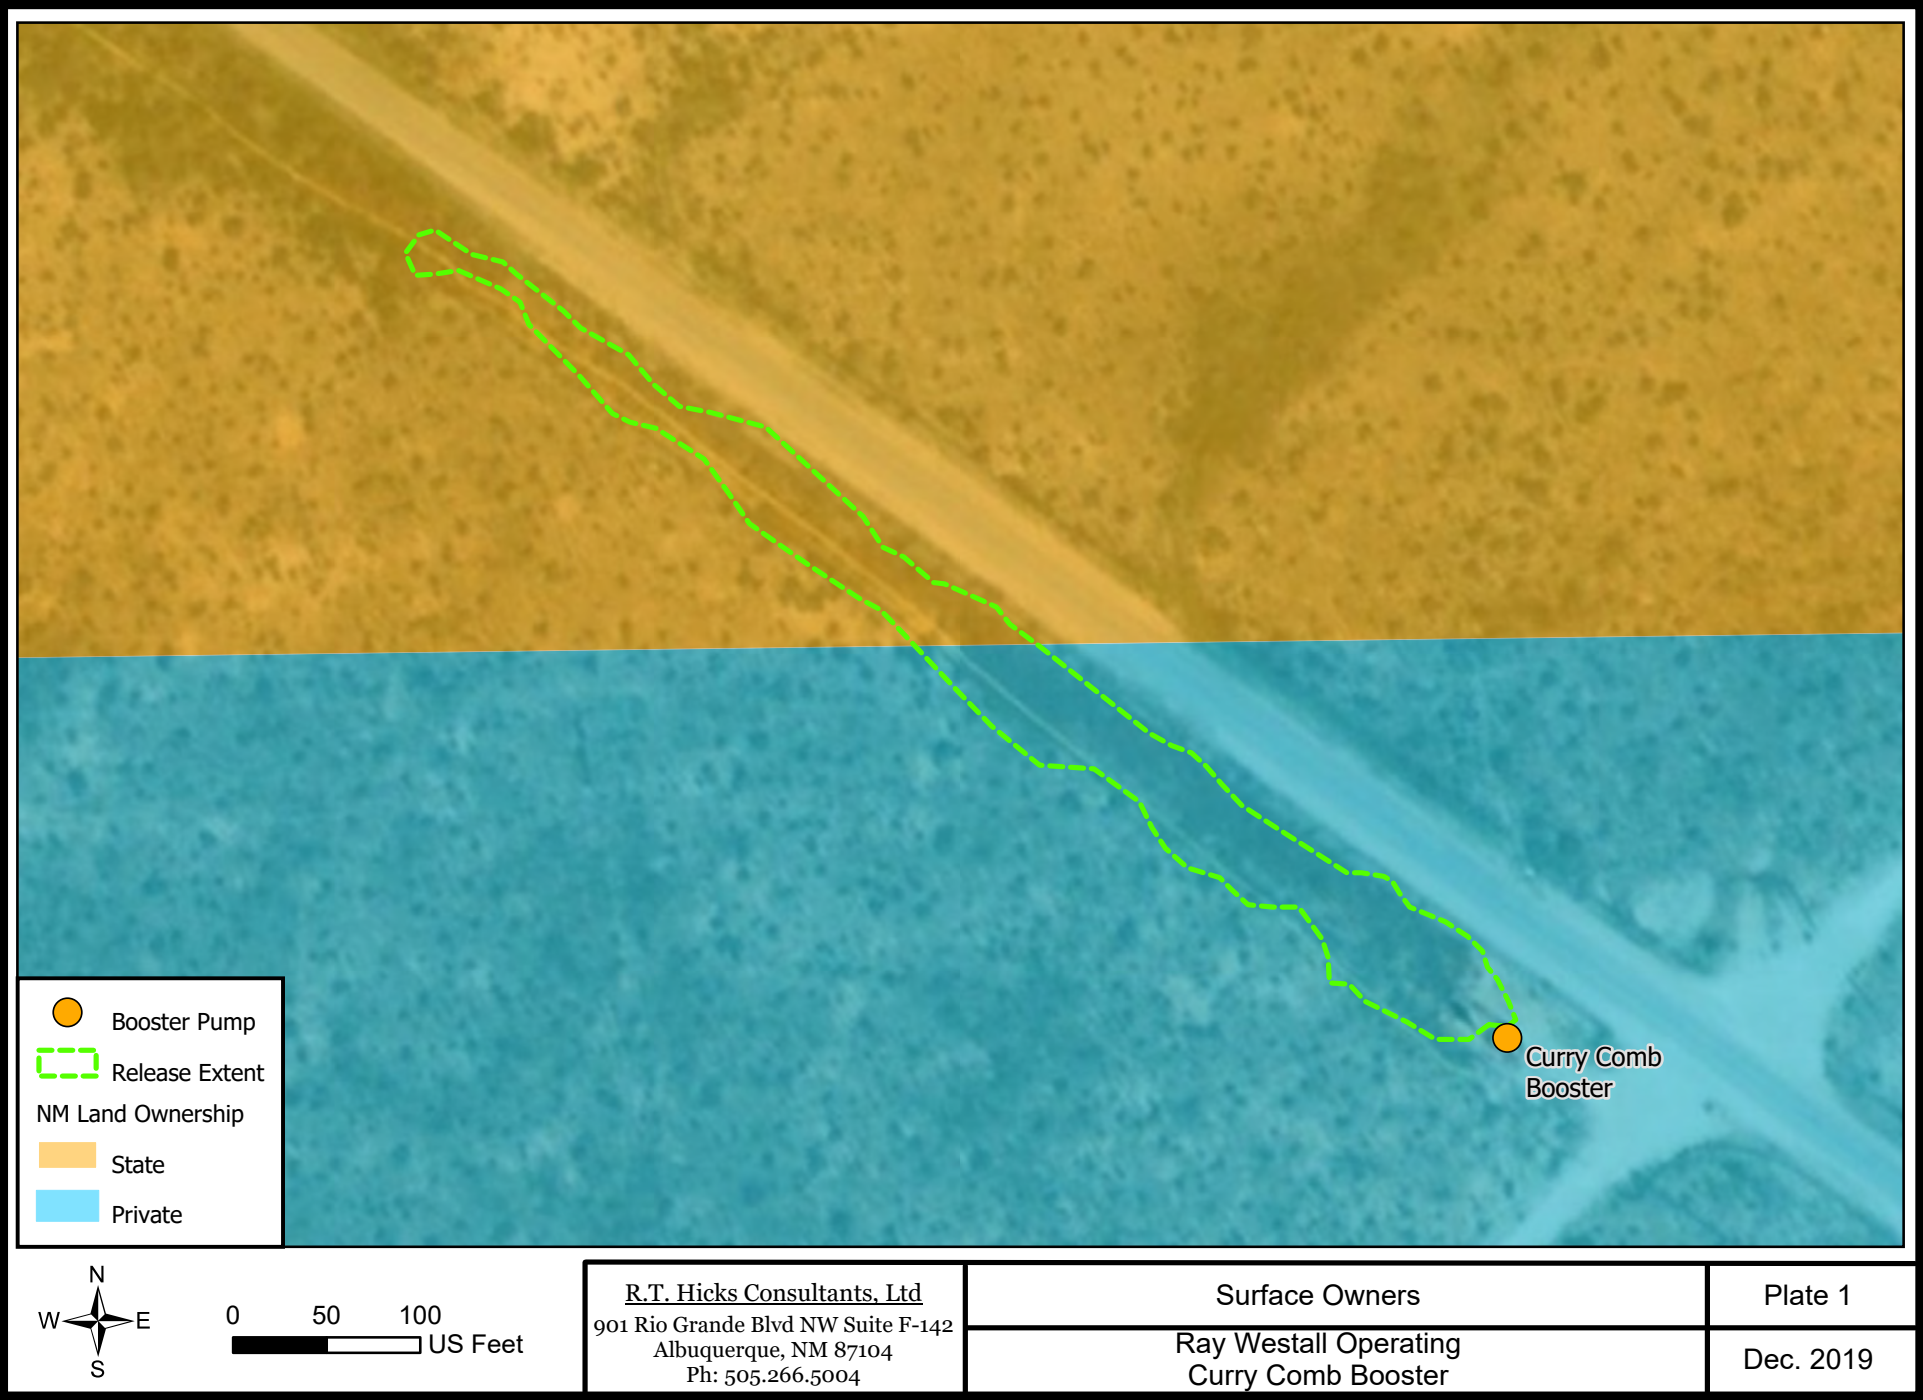 Curry Comb
Booster
Booster Pump
Release Extent
NM Land Ownership
State
Private
N
W E
S
0 50 100
US Feet
R.T. Hicks Consultants, Ltd
901 Rio Grande Blvd NW Suite F-142
Albuquerque, NM 87104
Ph: 505.266.5004
Surface Owners
Ray Westall Operating
Curry Comb Booster
Plate 1
Dec. 2019